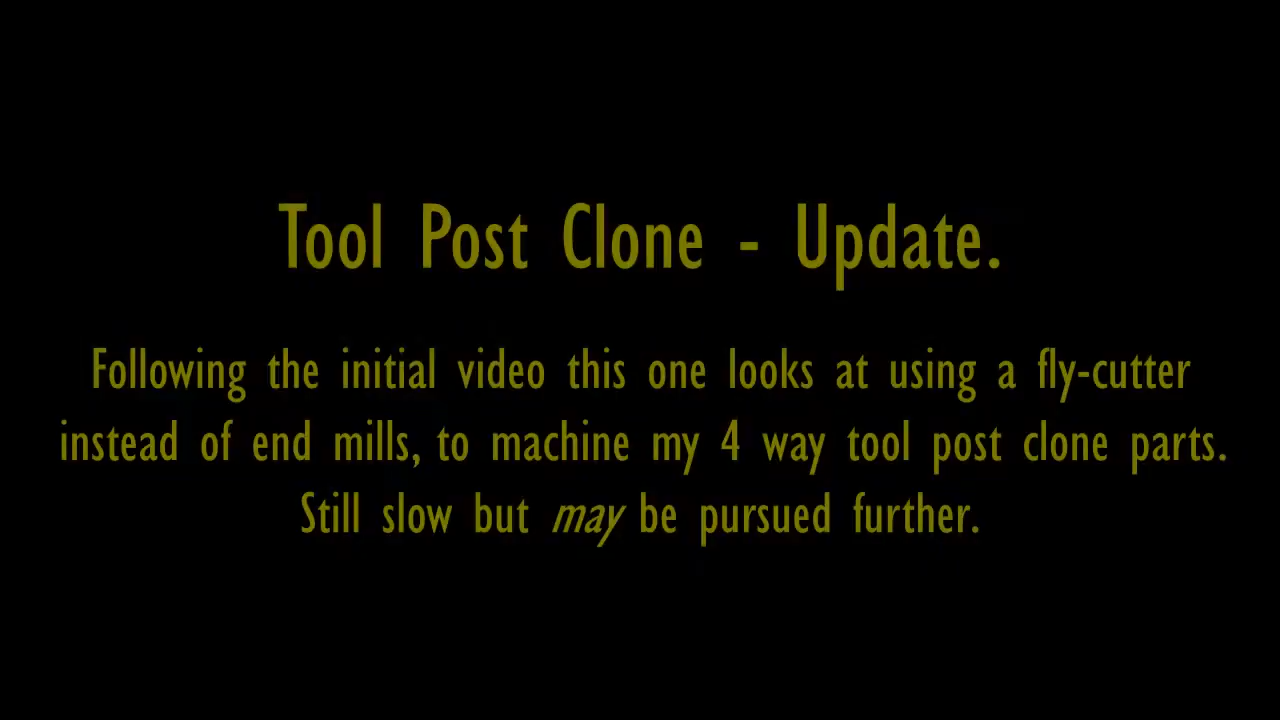 Tool Post Clone - Update.
Following the initial video this one looks at using a fly-cutter
instead of end mills, to machine my 4 way tool post clone parts.
Still slow but may be pursued further.